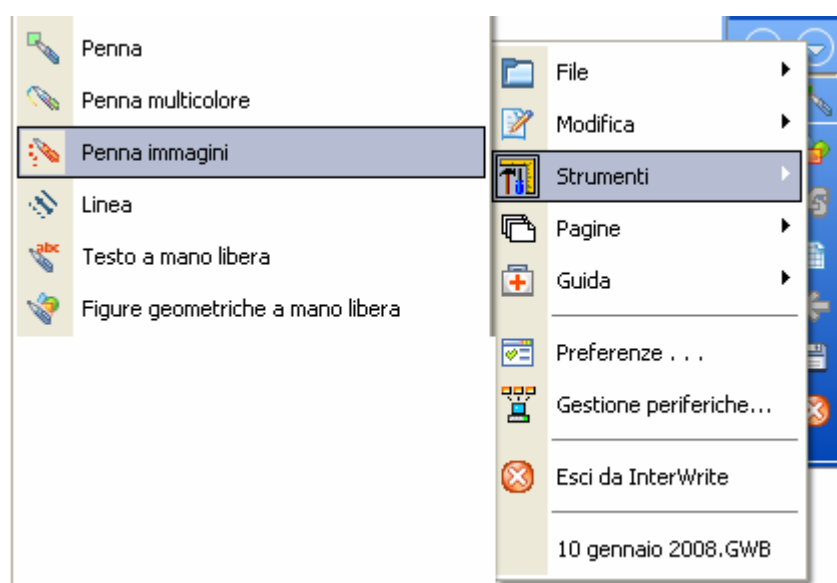 Penna
Penna multicolore
Penna immagini
Linea
abc
Testo a mano libera
Figure geometriche a mano libera
File
Modifica
Strumenti
Pagine
Guida
Preferenze . . .
Gestione periferiche...
Esci da InterWrite
10 gennaio 2008.GWB